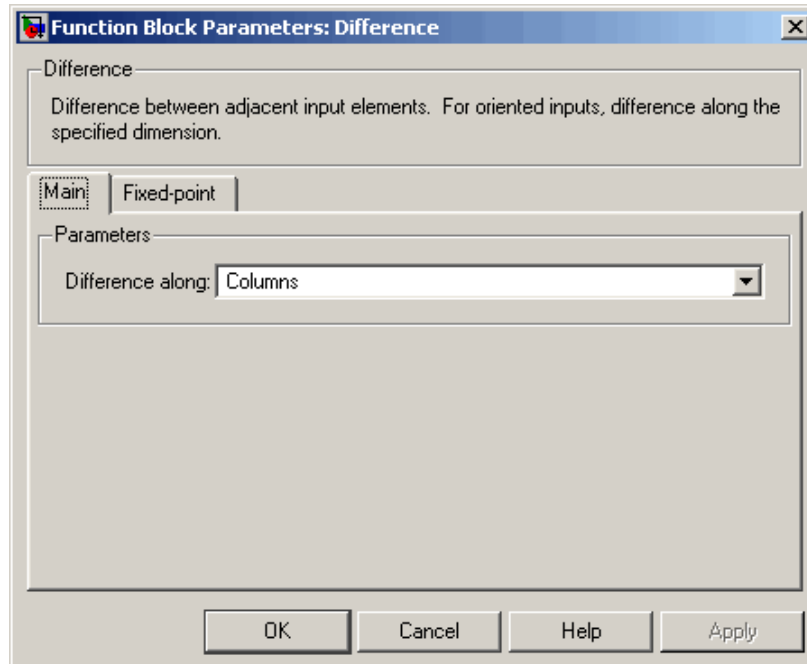 Function Block Parameters: Difference
Difference
Difference between adjacent input elements.  For oriented inputs, difference along the
specified dimension.
Main
Fixed-point
Parameters
Difference along: Columns
OK
Cancel
Help
Apply